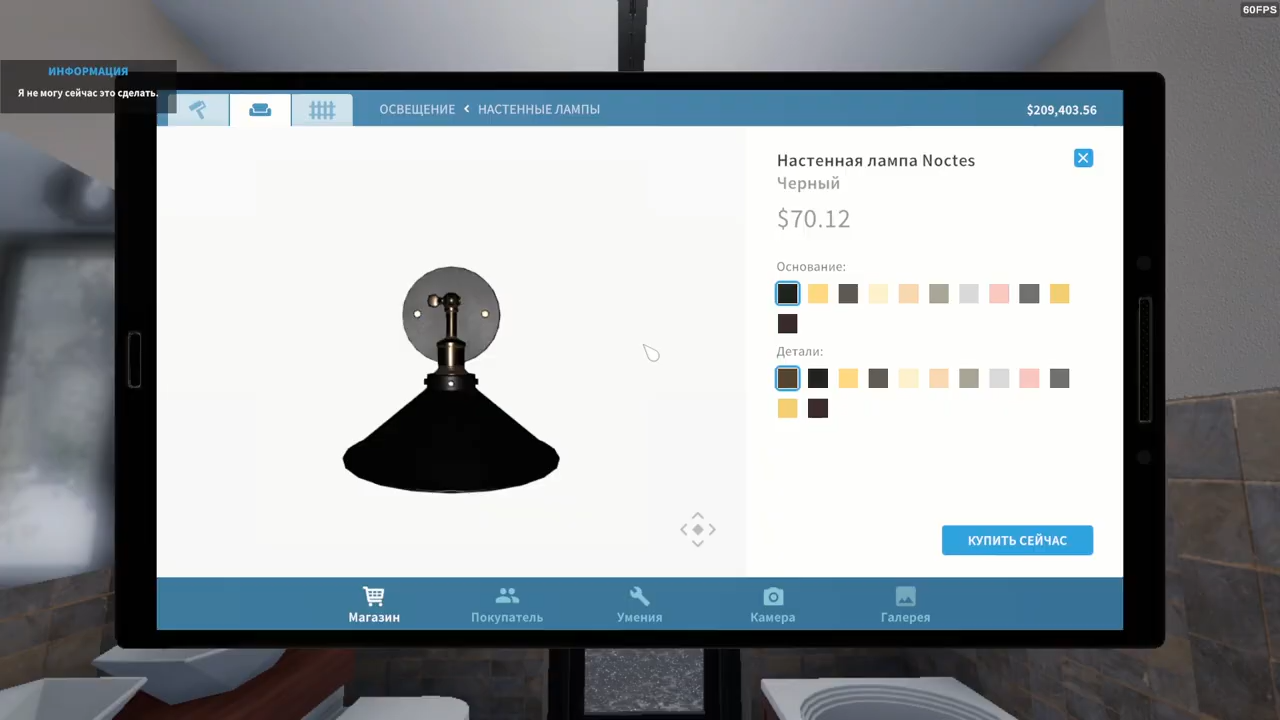 60FPS
ИНФОРМАЦИЯ
Я не могу сейчас это сделать.
ОСВЕЩЕНИЕ < НАСТЕННЫЕ ЛАМПЫ
$209,403.56
Настенная лампа Noctes
Черный
$70.12
Основание:
Детали:
КУПИТЬ СЕЙЧАС
Магазин
Покупатель
Умения
Камера
Галерея